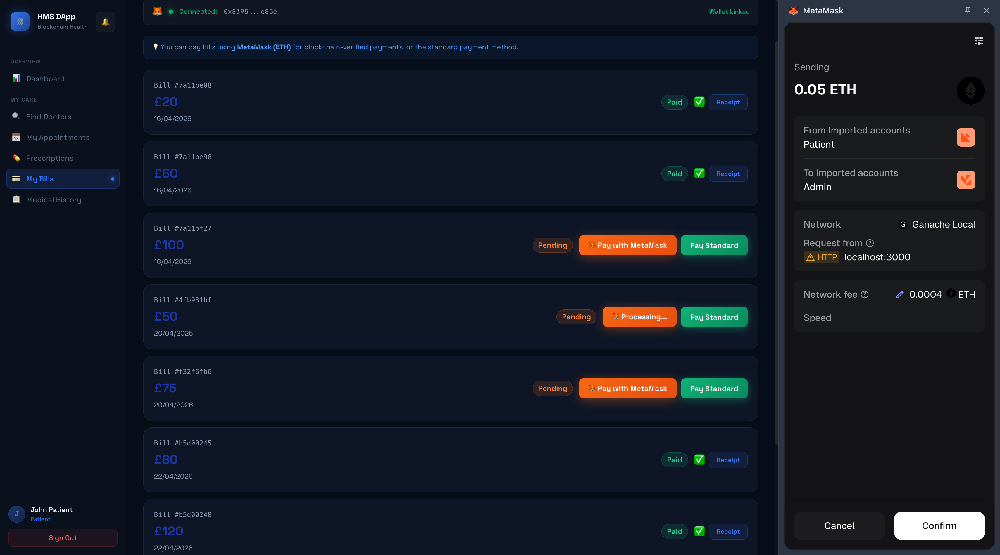 HMS DApp
Blockchain Health
OVERVIEW
Dashboard
MY CARE
Find Doctors
17
My Appointments
Prescriptions
My Bills
Medical History
J
John Patient
Patient
Sign Out
Connected: 0x8395...e85e
Wallet Linked
You can pay bills using MetaMask (ETH) for blockchain-verified payments, or the standard payment method.
Bill #7a11be08
£20
16/04/2026
Paid
Receipt
Bill #7a11be96
£60
16/04/2026
Paid
Receipt
Bill #7a11bf27
£100
16/04/2026
Pending
Pay with MetaMask
Pay Standard
Bill #4fb931bf
£50
20/04/2026
Pending
Processing...
Pay Standard
Bill #f32f6fb6
£75
20/04/2026
Pending
Pay with MetaMask
Pay Standard
Bill #b5d00245
£80
22/04/2026
Paid
Receipt
Bill #b5d00248
£120
22/04/2026
Paid
Receipt
MetaMask
Sending
0.05 ETH
From Imported accounts
Patient
To Imported accounts
Admin
Network
G Ganache Local
Request from
HTTP localhost:3000
Network fee
0.0004 ETH
Speed
Cancel
Confirm